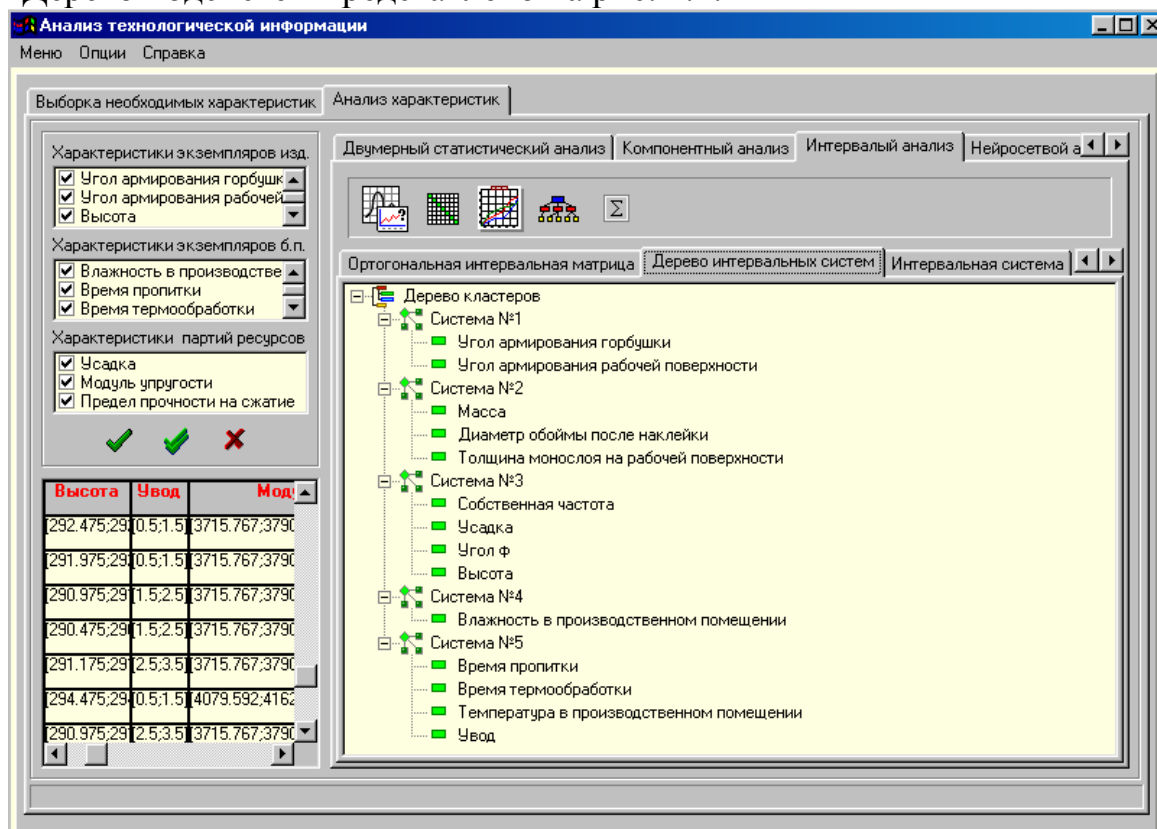 Анализ технологической информации
Меню Опции Справка
Выборка необходимых характеристик Анализ характеристик
Характеристики экземпляров изд.
Угол армирования горбушк
Угол армирования рабочей
Высота
Характеристики экземпляров б.п.
Влажность в производстве
Время пропитки
Время термообработки
Характеристики партий ресурсов
Усадка
Модуль упругости
Предел прочности на сжатие
Высота Увод Моду
[292.475;29 [0.5;1.5] [3715.767;3790
[291.975;29 [0.5;1.5] [3715.767;3790
[290.975;29 [1.5;2.5] [3715.767;3790
[290.475;29 [1.5;2.5] [3715.767;3790
[291.175;29 [2.5;3.5] [3715.767;3790
[294.475;29 [0.5;1.5] [4079.592;4162
[290.975;29 [2.5;3.5] [3715.767;3790
Двумерный статистический анализ Компонентный анализ Интервалый анализ Нейросетвой а
Σ
Ортогональная интервальная матрица Дерево интервальных систем Интервальная система
Дерево кластеров
Система №1
Угол армирования горбушки
Угол армирования рабочей поверхности
Система №2
Масса
Диаметр обоймы после наклейки
Толщина монослоя на рабочей поверхности
Система №3
Собственная частота
Усадка
Угол ф
Высота
Система №4
Влажность в производственном помещении
Система №5
Время пропитки
Время термообработки
Температура в производственном помещении
Увод